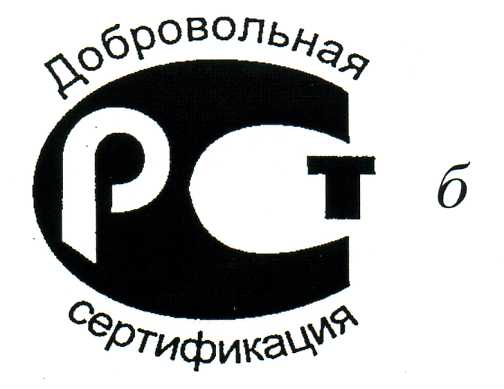 Добровольная
РСТ
б
сертификация